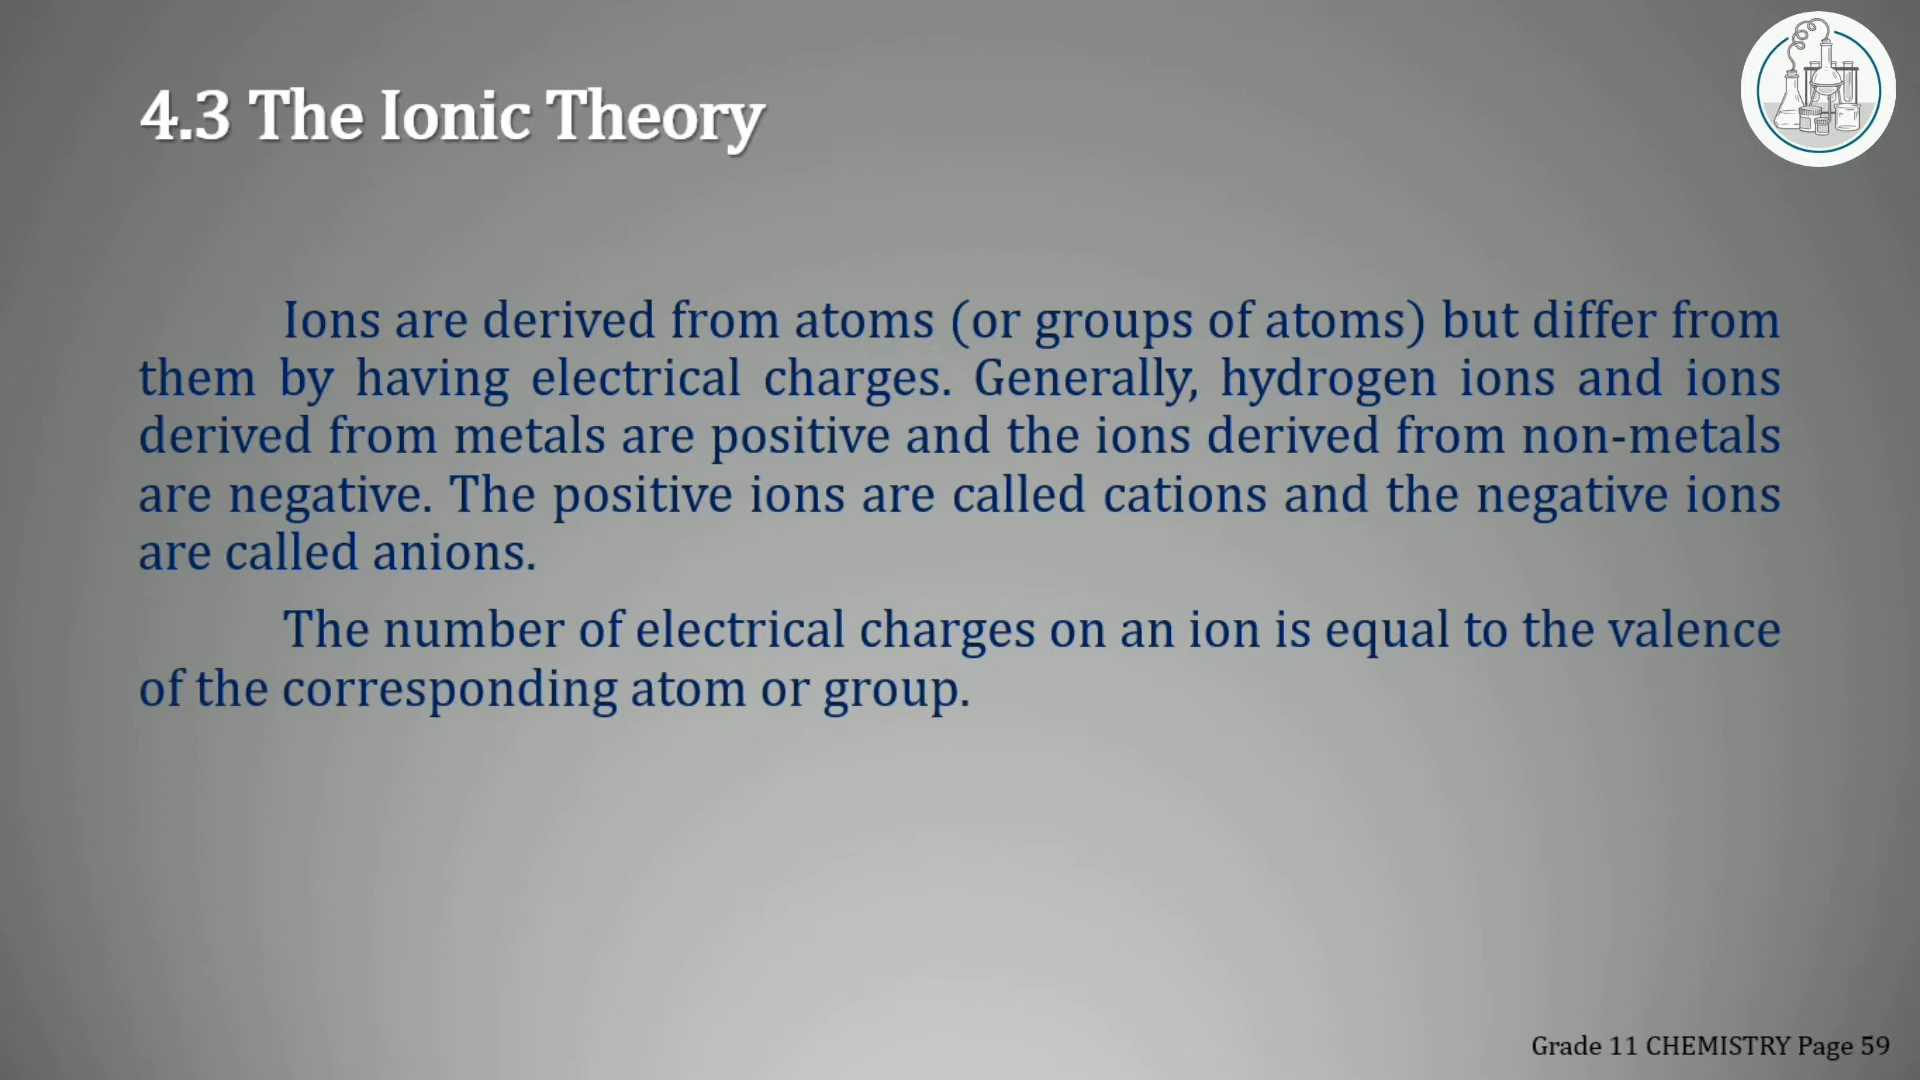 4.3 The Ionic Theory
Ions are derived from atoms (or groups of atoms) but differ from
them by having electrical charges. Generally, hydrogen ions and ions
derived from metals are positive and the ions derived from non-metals
are negative. The positive ions are called cations and the negative ions
are called anions.
The number of electrical charges on an ion is equal to the valence
of the corresponding atom or group.
Grade 11 CHEMISTRY Page 59